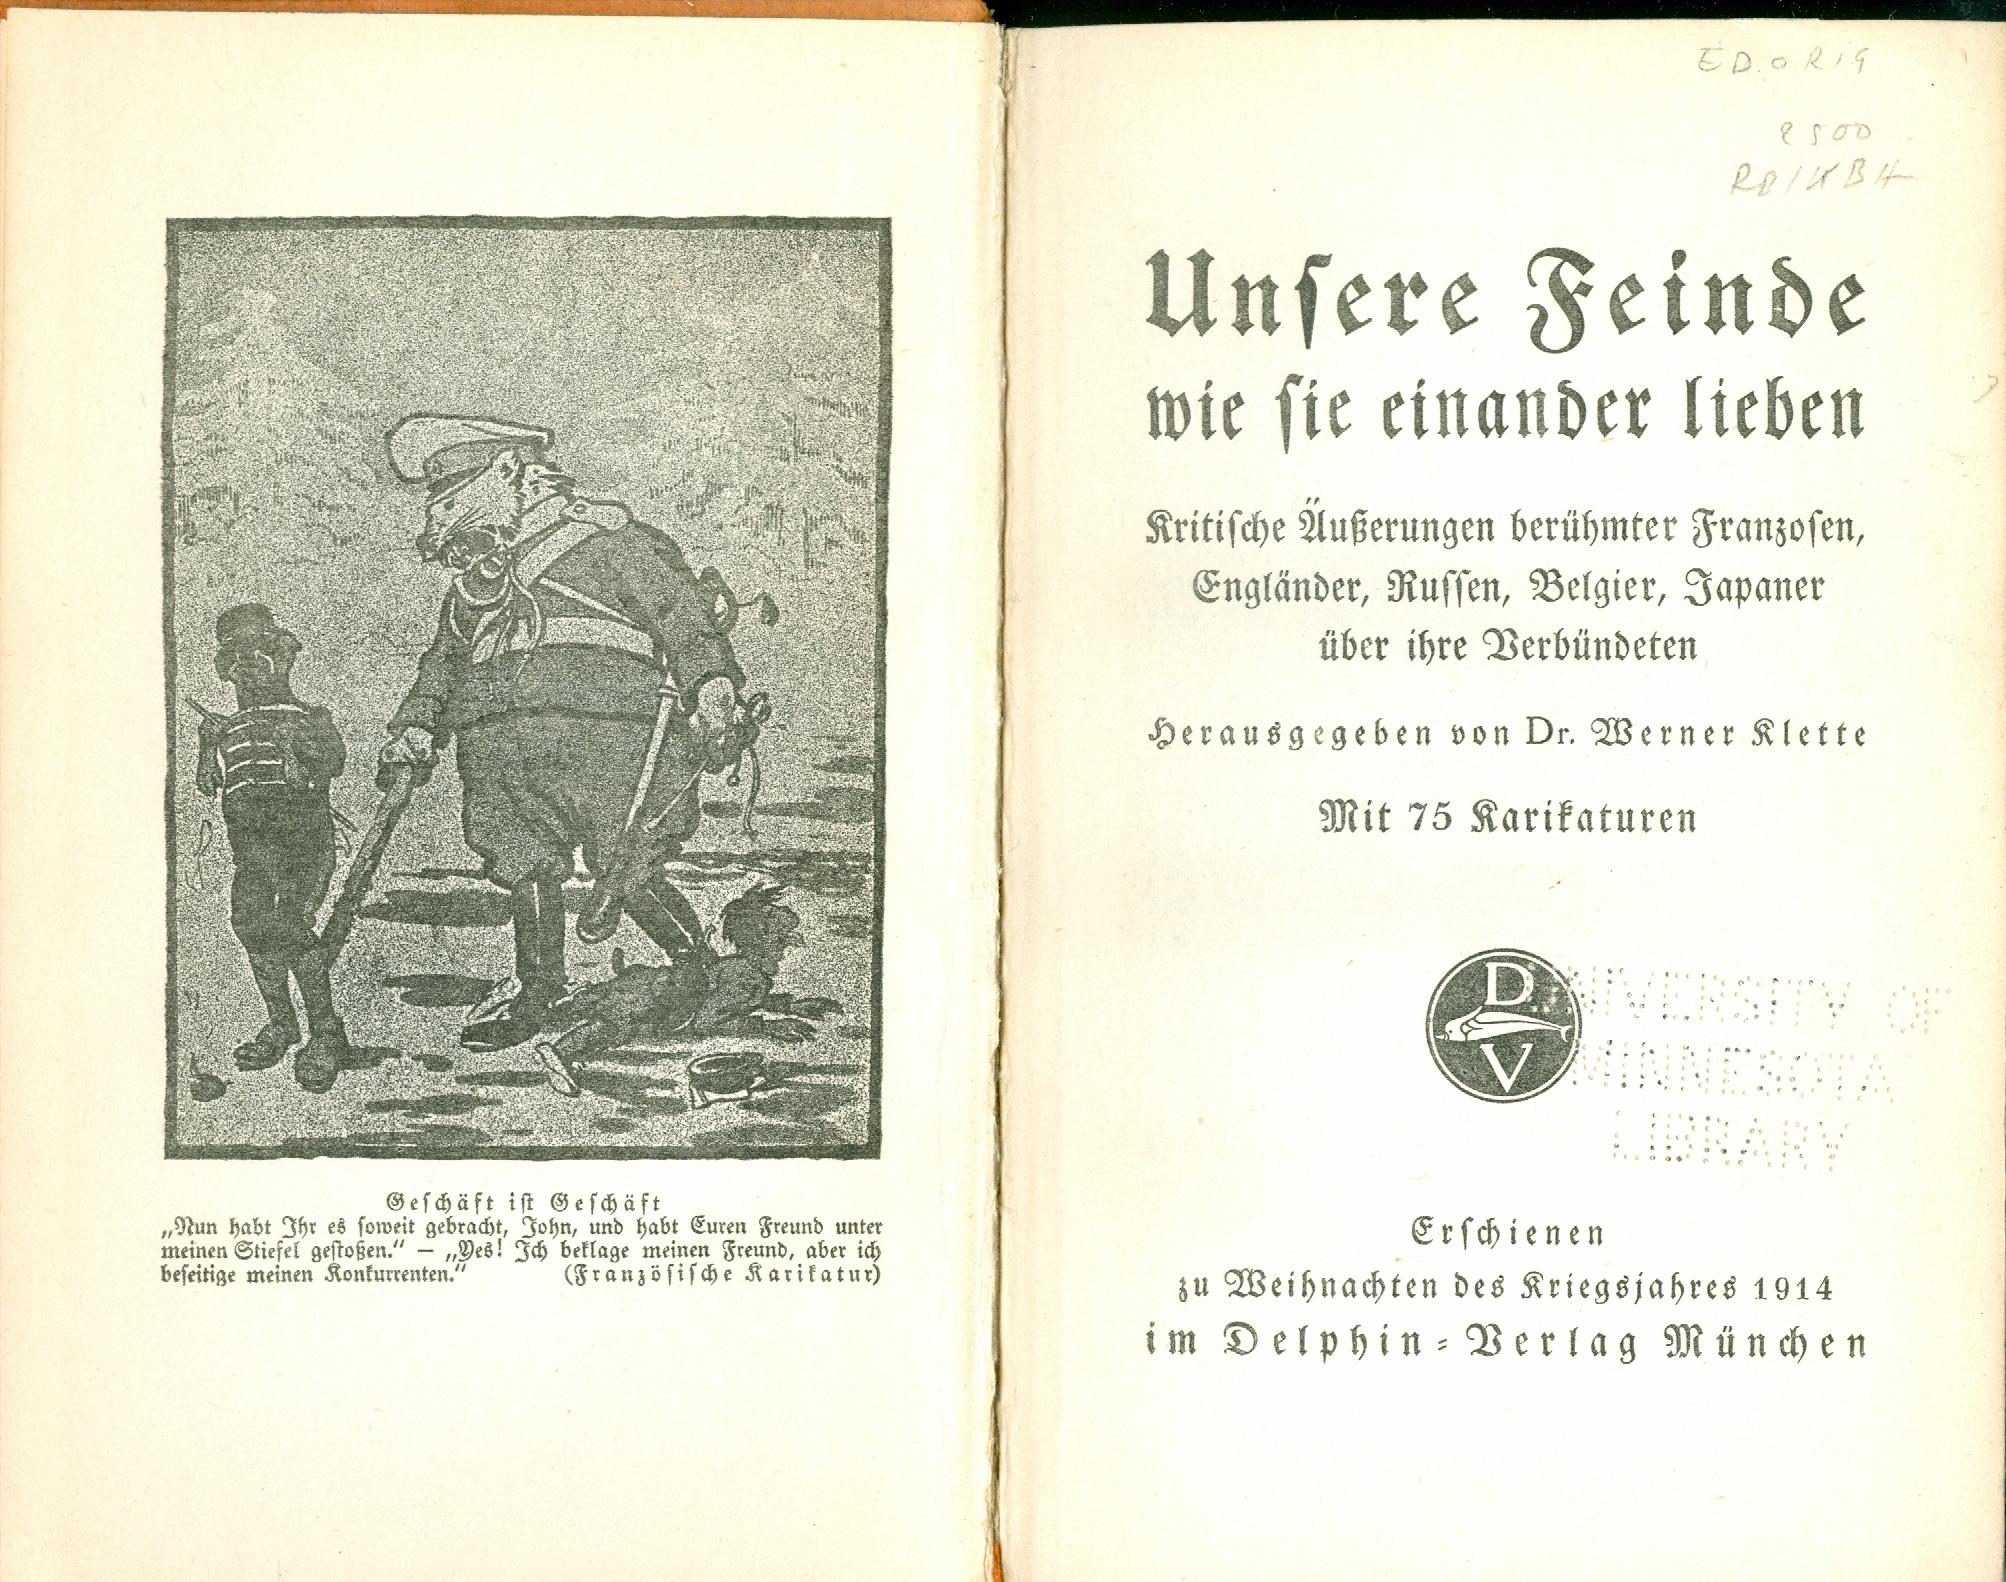 Geschäft ist Geschäft
„Nun habt Ihr es soweit gebracht, John, und habt Euren Freund unter
meinen Stiefel gestoßen.“ — „Yes! Ich beklage meinen Freund, aber ich
beseitige meinen Konkurrenten.“ (Französische Karikatur)
ED. ORIG
2500
Unsere Feinde
wie sie einander lieben
Kritische Äußerungen berühmter Franzosen,
Engländer, Russen, Belgier, Japaner
über ihre Verbündeten
Herausgegeben von Dr. Werner Klette
Mit 75 Karikaturen
D
V
UNIVERSITY OF
MINNESOTA
LIBRARY
Erschienen
zu Weihnachten des Kriegsjahres 1914
im Delphin-Verlag München